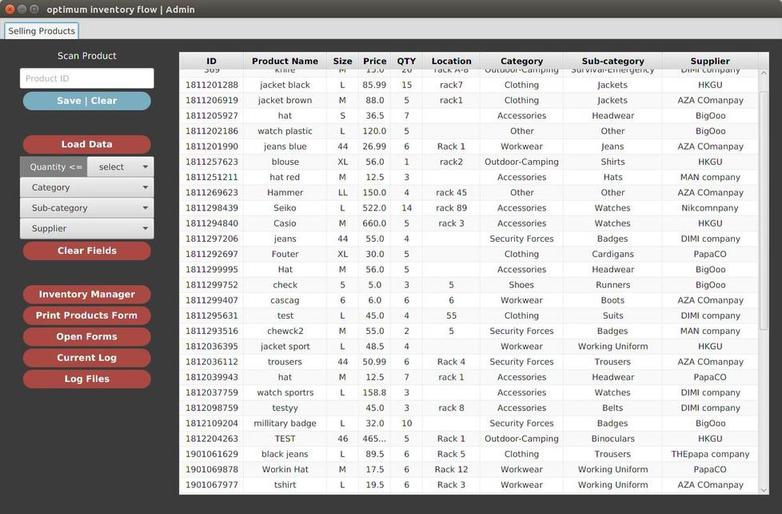 optimum inventory flow | Admin
Selling Products
Scan Product
Product ID
Save | Clear
Load Data
Quantity <= select
Category
Sub-category
Supplier
Clear Fields
Inventory Manager
Print Products Form
Open Forms
Current Log
Log Files
ID Product Name Size Price QTY Location Category Sub-category Supplier
369 knife M 15.0 20 rack A-8 Outdoor-Camping Survival-Emergency DIMI company
1811201288 jacket black L 85.99 15 rack7 Clothing Jackets HKGU
1811206919 jacket brown M 88.0 5 rack1 Clothing Jackets AZA COmanpay
1811205927 hat S 36.5 7 Accessories Headwear BigOoo
1811202186 watch plastic L 120.0 5 Other Other BigOoo
1811201990 jeans blue 44 26.99 6 Rack 1 Workwear Jeans AZA COmanpay
1811257623 blouse XL 56.0 1 rack2 Outdoor-Camping Shirts HKGU
1811251211 hat red M 12.5 3 Accessories Hats MAN company
1811269623 Hammer LL 150.0 4 rack 45 Other Other AZA COmanpay
1811298439 Seiko L 522.0 14 rack 89 Accessories Watches Nikcomnpany
1811294840 Casio M 660.0 5 rack 3 Accessories Watches HKGU
1811297206 jeans 44 55.0 4 Security Forces Badges DIMI company
1811292697 Fouter XL 30.0 5 Clothing Cardigans PapaCO
1811299995 Hat M 56.0 5 Accessories Headwear BigOoo
1811299752 check 5 5.0 3 5 Shoes Runners BigOoo
1811299407 cascag 6 6.0 6 6 Workwear Boots AZA COmanpay
1811295631 test L 45.0 4 55 Clothing Suits DIMI company
1811293516 chewck2 M 55.0 2 5 Security Forces Badges MAN company
1812036395 jacket sport L 48.5 4 Workwear Working Uniform HKGU
1812036112 trousers 44 50.99 6 Rack 4 Security Forces Trousers AZA COmanpay
1812039943 hat M 12.5 7 rack 1 Accessories Headwear PapaCO
1812037759 watch sportrs L 158.8 3 Accessories Watches DIMI company
1812098759 testyy 45.0 3 rack 8 Accessories Belts DIMI company
1812109204 millitary badge L 32.0 10 Security Forces Badges BigOoo
1812204263 TEST 46 465... 5 Rack 1 Outdoor-Camping Binoculars HKGU
1901061629 black jeans L 89.5 6 Rack 5 Clothing Trousers THEpapa company
1901069878 Workin Hat M 17.5 6 Rack 12 Workwear Working Uniform PapaCO
1901067977 tshirt L 19.5 6 Rack 3 Workwear Working Uniform AZA COmanpay